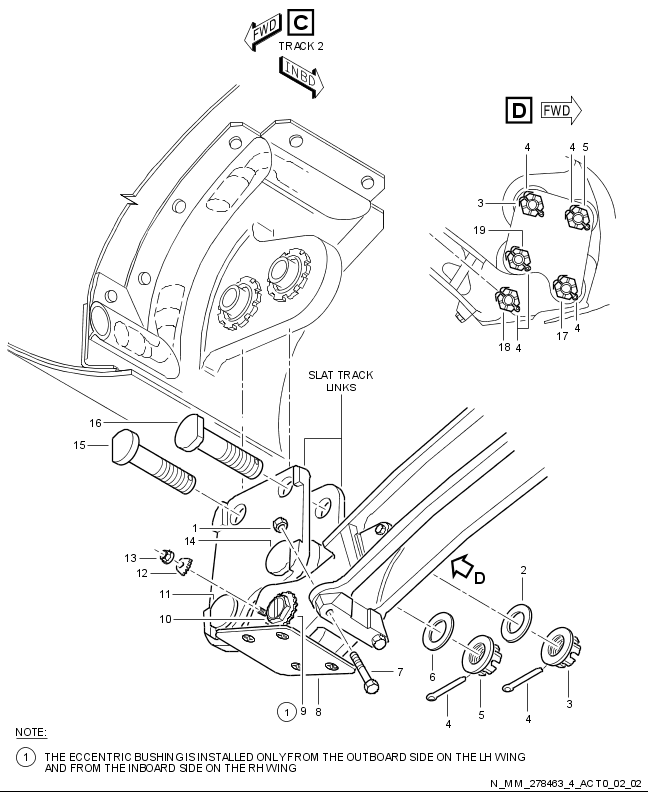 FWD
C
TRACK 2
INBD
D
FWD
4
4 5
3
19
18 4
17
4
SLAT TRACK
LINKS
16
15
1
14
13
12
11
10
D
2
7
6
5
4
4
3
1 9 8
NOTE:
1 THE ECCENTRIC BUSHING IS INSTALLED ONLY FROM THE OUTBOARD SIDE ON THE LH WING
AND FROM THE INBOARD SIDE ON THE RH WING
N_MM_278463_4_ACT0_02_02